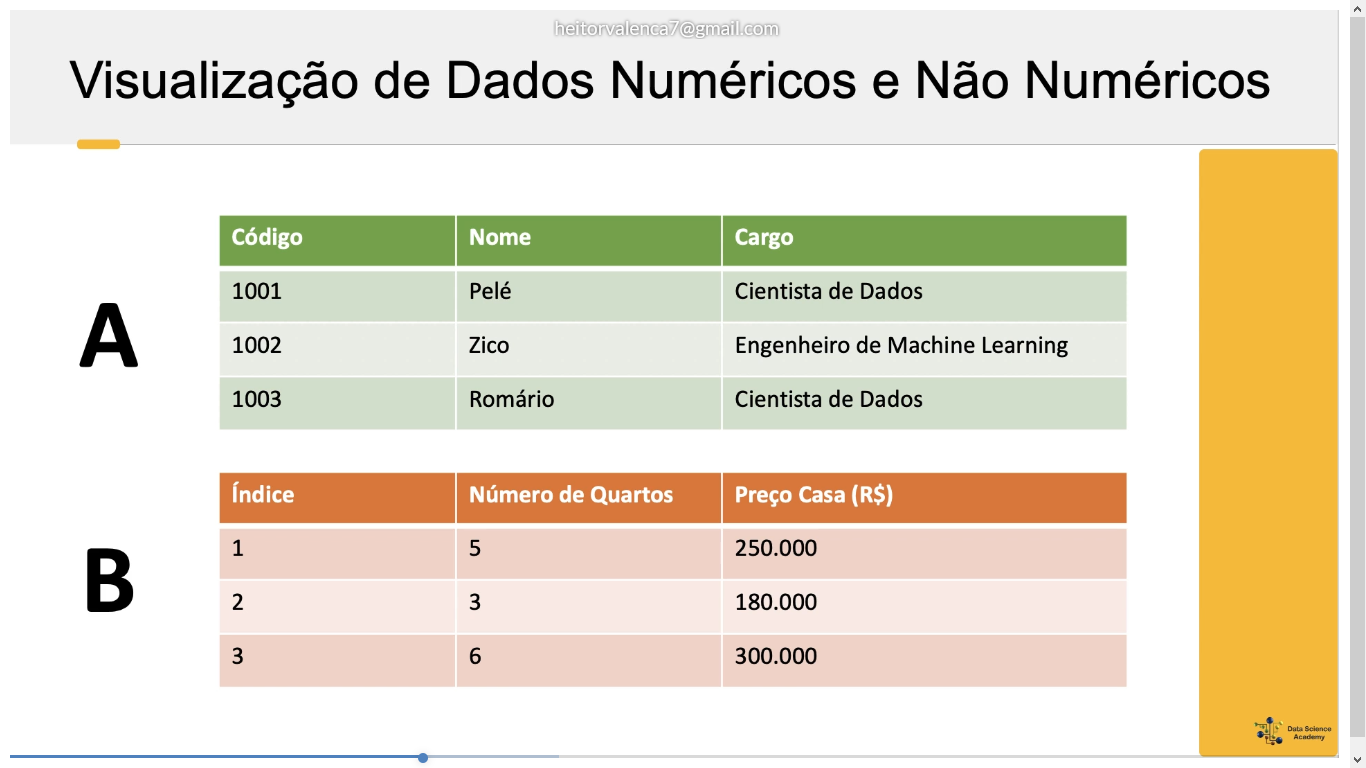 heitorvalenca7@gmail.com
Visualização de Dados Numéricos e Não Numéricos
A
Código Nome Cargo
1001 Pelé Cientista de Dados
1002 Zico Engenheiro de Machine Learning
1003 Romário Cientista de Dados
B
Índice Número de Quartos Preço Casa (R$)
1 5 250.000
2 3 180.000
3 6 300.000
Data Science
Academy